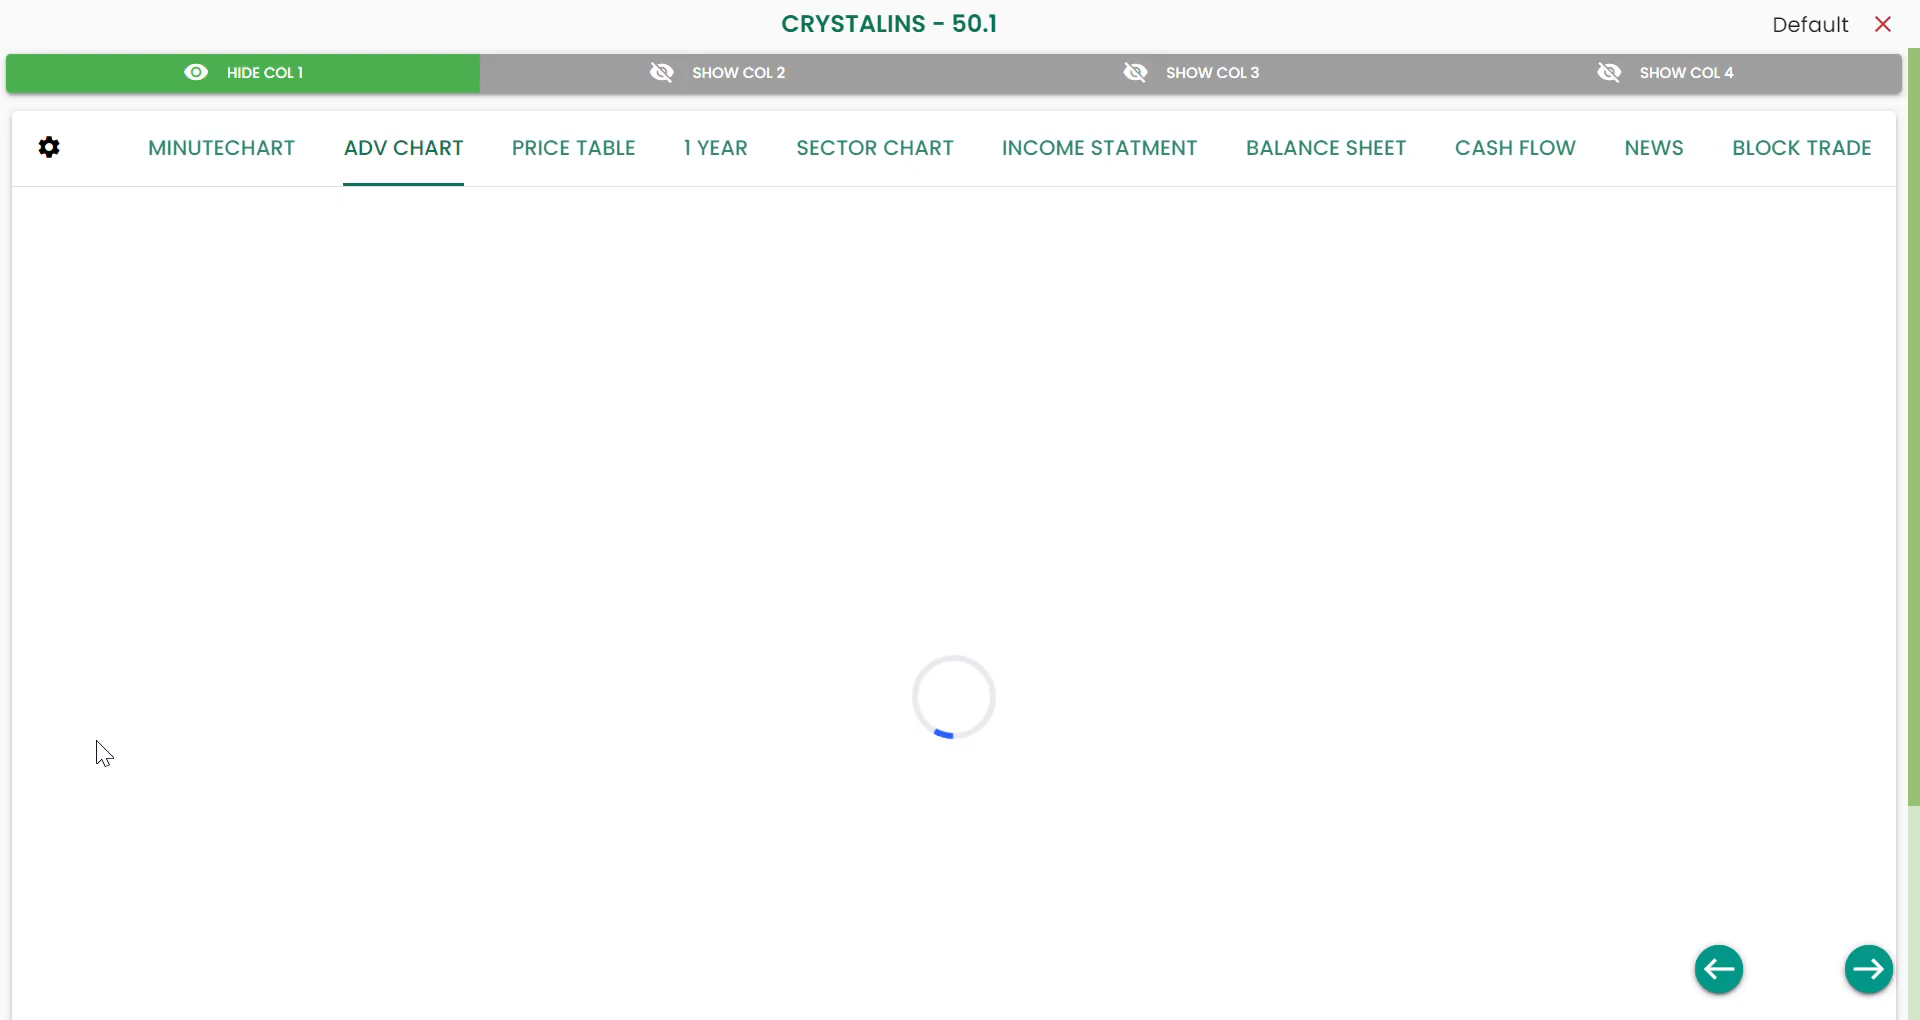 CRYSTALINS - 50.1
Default
HIDE COL 1
SHOW COL 2
SHOW COL 3
SHOW COL 4
MINUTECHART
ADV CHART
PRICE TABLE
1 YEAR
SECTOR CHART
INCOME STATMENT
BALANCE SHEET
CASH FLOW
NEWS
BLOCK TRADE